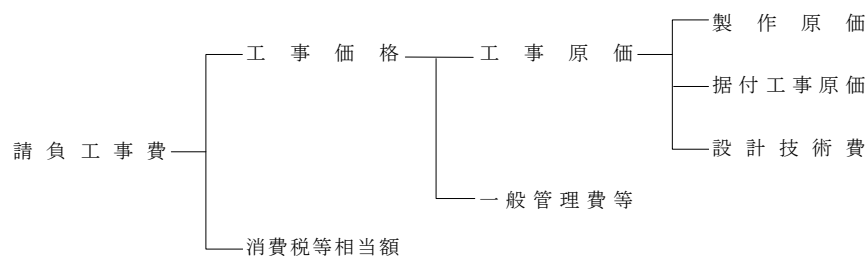 製作原価
工事価格
工事原価
据付工事原価
請負工事費
設計技術費
一般管理費等
消費税等相当額